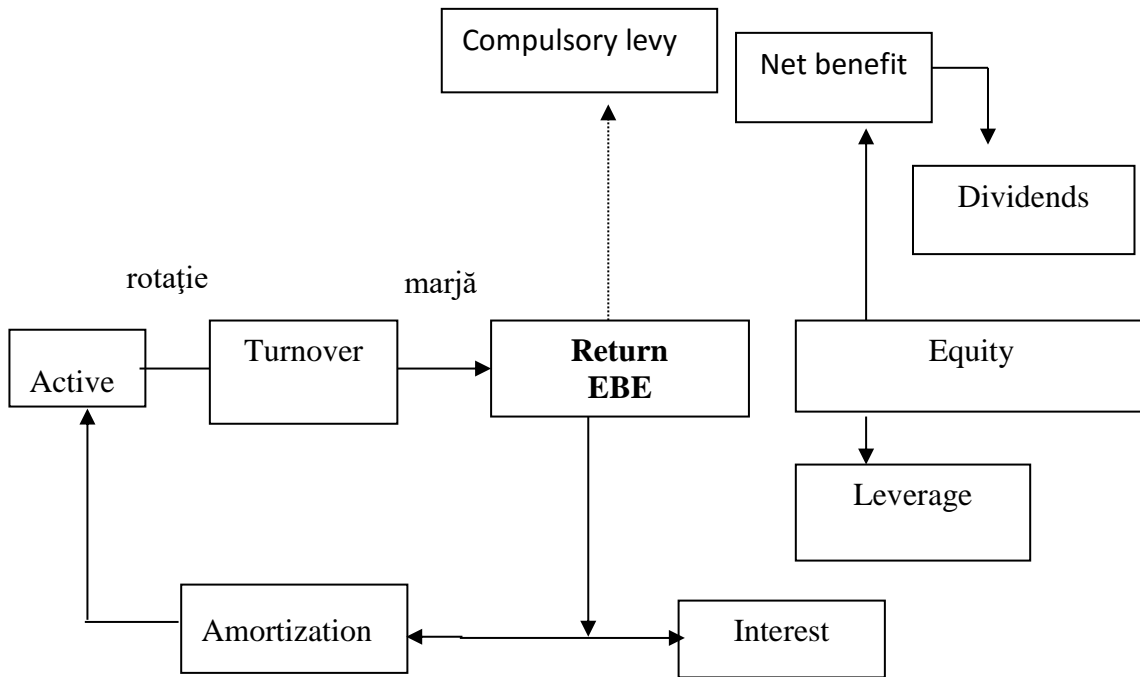 Compulsory levy
Net benefit
Dividends
rotaţie
marjă
Active
Turnover
Return
EBE
Equity
Leverage
Amortization
Interest